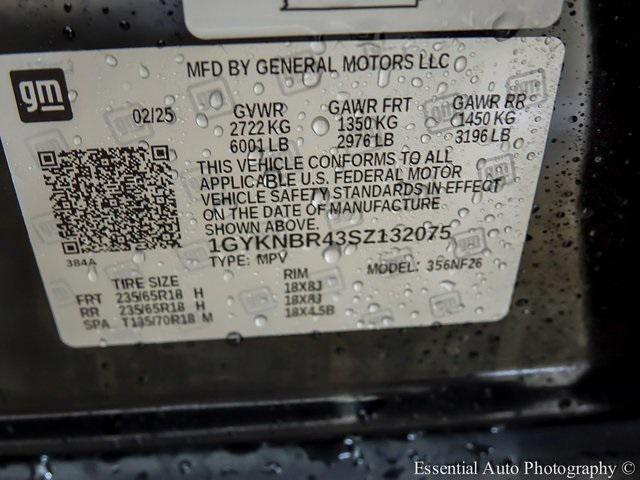 gm
MFD BY GENERAL MOTORS LLC
02/25
GVWR GAWR FRT GAWR RR
2722 KG 1350 KG 1450 KG
6001 LB 2976 LB 3196 LB
THIS VEHICLE CONFORMS TO ALL
APPLICABLE U.S. FEDERAL MOTOR
VEHICLE SAFETY STANDARDS IN EFFECT
ON THE DATE OF MANUFACTURE
SHOWN ABOVE.
1GYKNBR43SZ132075
384A
TYPE: MPV MODEL: 356NF26
TIRE SIZE RIM
FRT 235/65R18 H 18X8J
RR 235/65R18 H 18X8J
SPA T135/70R18 M 18X4.5B
Essential Auto Photography ©